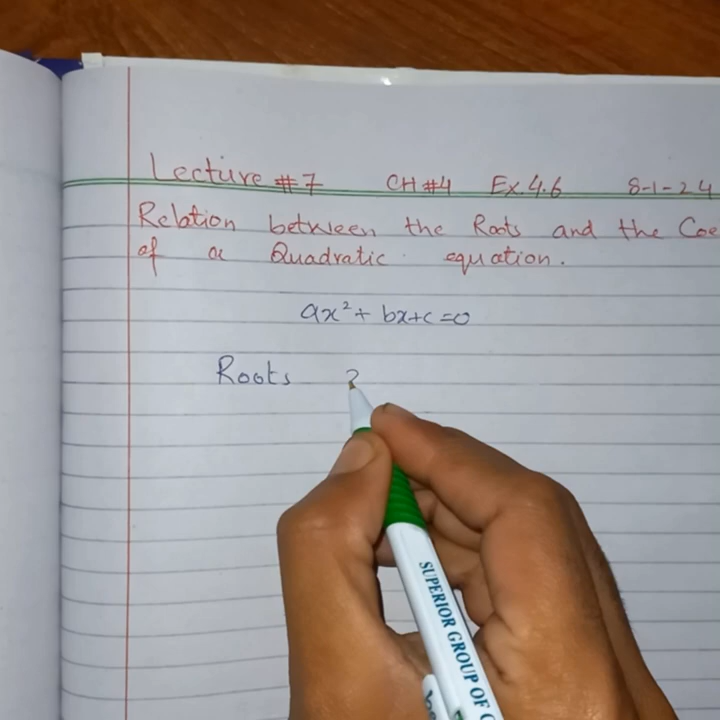 Lecture #7 CH #4 Ex. 4.6 8-1-24
Relation between the Roots and the Coe
of a Quadratic equation.
ax² + bx + c = 0
Roots ?
SUPERIOR GROUP OF C